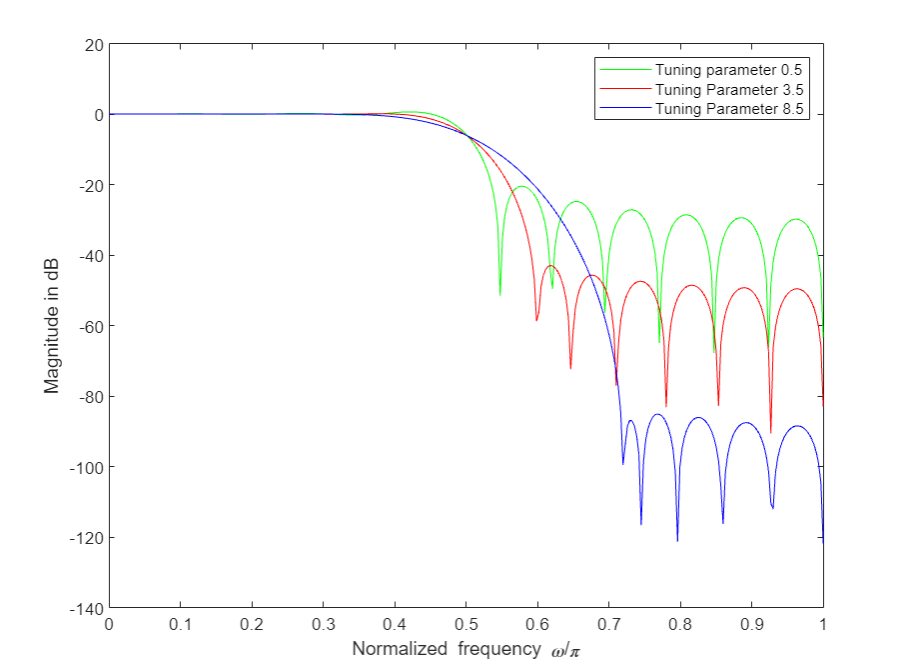 20
0
-20
-40
-60
-80
-100
-120
-140
Magnitude in dB
Tuning parameter 0.5
Tuning Parameter 3.5
Tuning Parameter 8.5
0 0.1 0.2 0.3 0.4 0.5 0.6 0.7 0.8 0.9 1
Normalized frequency ω/π